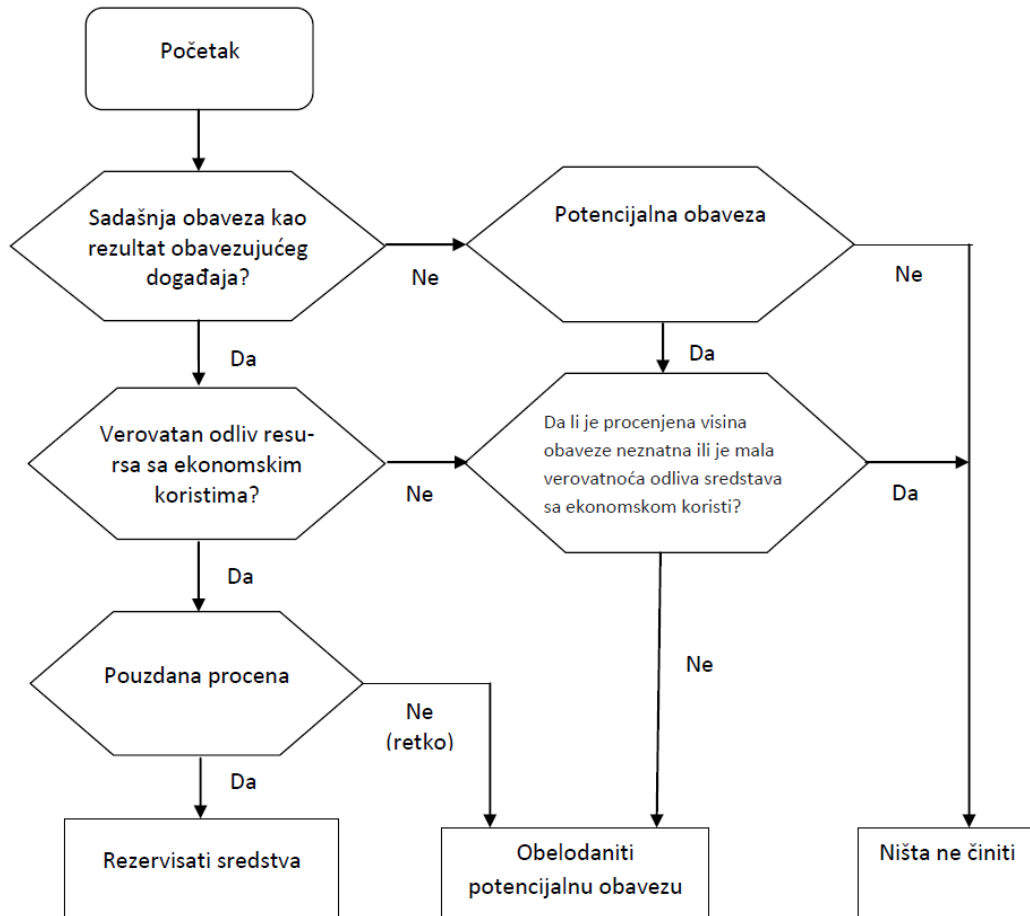 Početak
Sadašnja obaveza kao
rezultat obavezujućeg
događaja?
Ne
Potencijalna obaveza
Ne
Da
Da
Verovatan odliv resu-
rsa sa ekonomskim
koristima?
Ne
Da li je procenjena visina
obaveze neznatna ili je mala
verovatnoća odliva sredstava
sa ekonomskom koristi?
Da
Da
Pouzdana procena
Ne
(retko)
Ne
Da
Rezervisati sredstva
Obelodaniti
potencijalnu obavezu
Ništa ne činiti